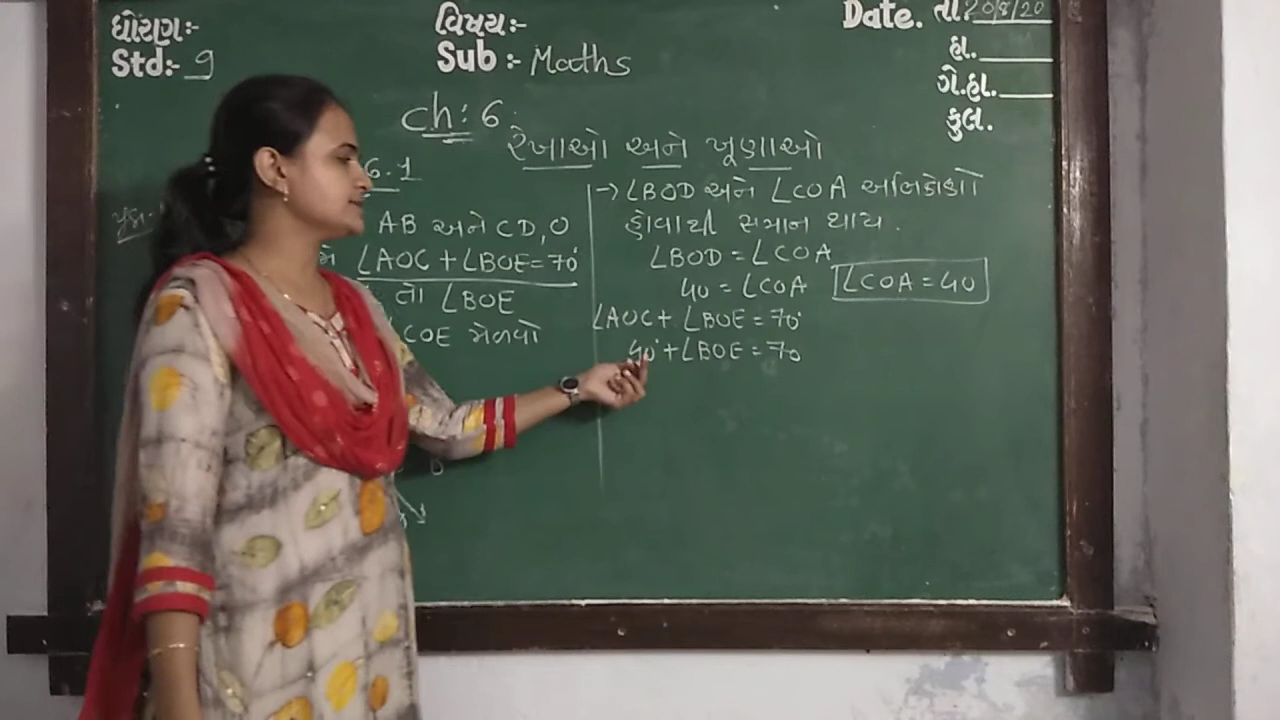 ધોરણ:-
Std:- 9
વિષય:-
Sub :- Maths
Date. તા 20/8/20
હા.
ગે.હા.
કુલ.
ch: 6
રેખાઓ અને ખૂણાઓ
6.1
AB અને CD, O
∠AOC + ∠BOE = 70°
તો ∠BOE
COE મેળવો
→ ∠BOD અને ∠COA અભિકોણો
હોવાથી સમાન થાય.
∠BOD = ∠COA
40 = ∠COA
∠COA = 40
∠AOC + ∠BOE = 70°
40° + ∠BOE = 70